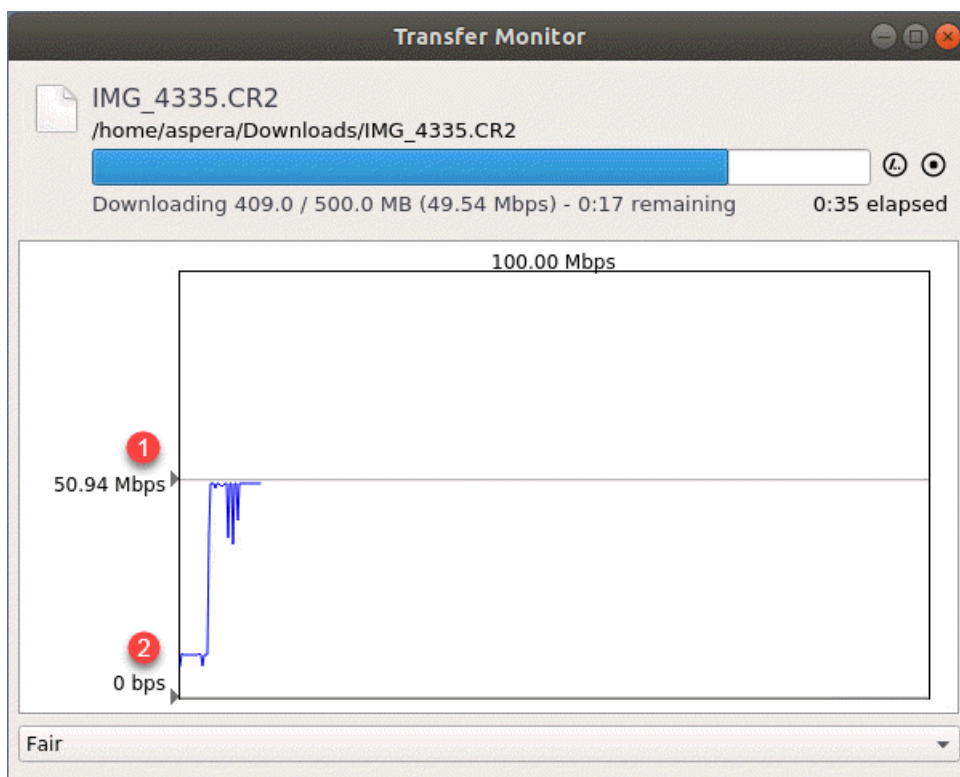 Transfer Monitor
IMG_4335.CR2
/home/aspera/Downloads/IMG_4335.CR2
Downloading 409.0 / 500.0 MB (49.54 Mbps) - 0:17 remaining 0:35 elapsed
100.00 Mbps
1
50.94 Mbps
2
0 bps
Fair